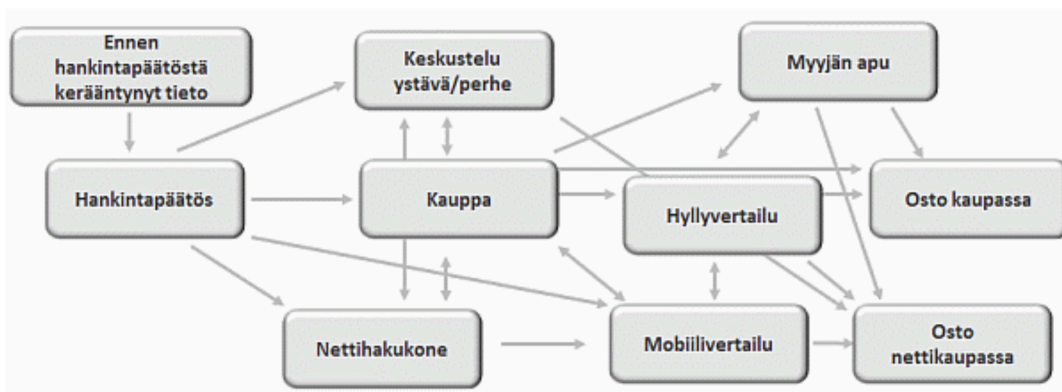 Ennen
hankintapäätöstä
kerääntynyt tieto
Keskustelu
ystävä/perhe
Myyjän apu
Hankintapäätös
Kauppa
Hyllyvertailu
Osto kaupassa
Nettihakukone
Mobiilivertailu
Osto
nettikaupassa